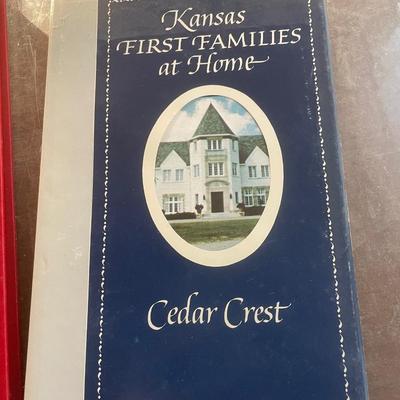 Kansas
FIRST FAMILIES
at Home
Cedar Crest